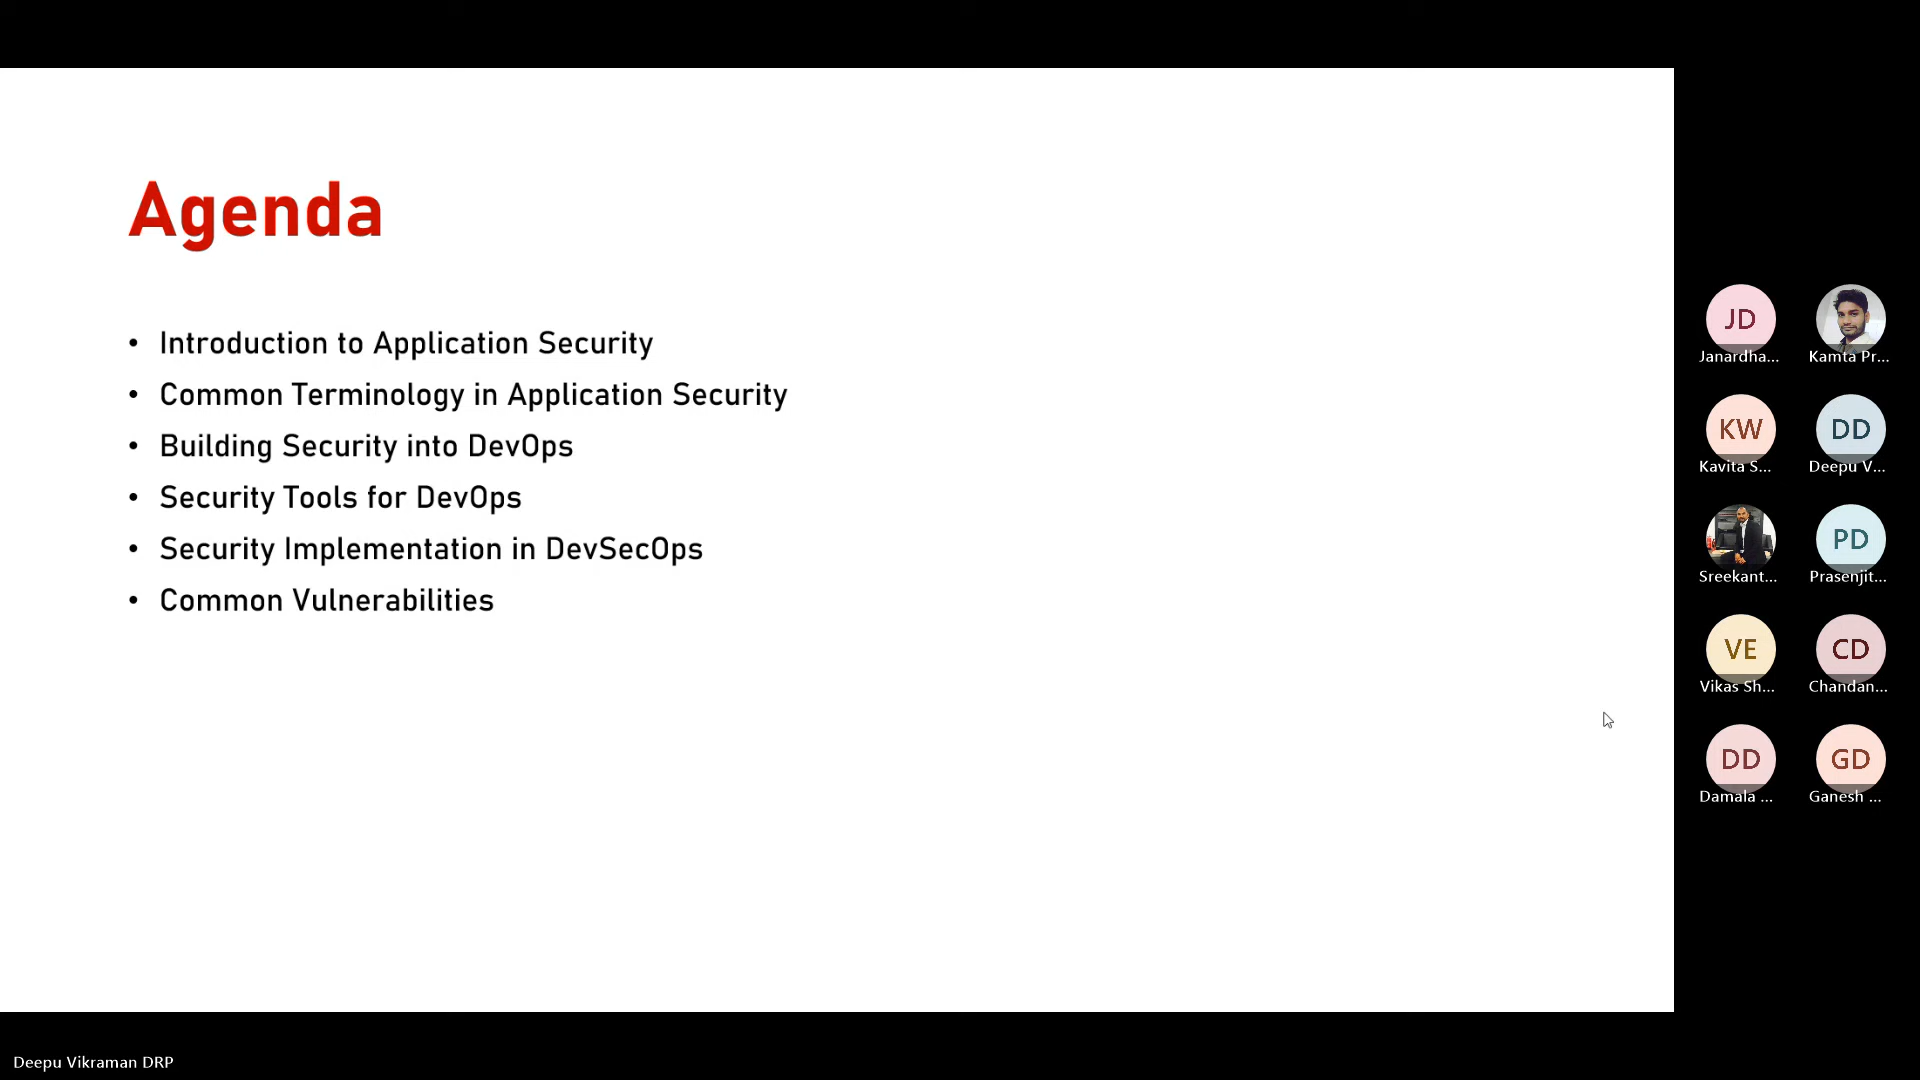 Agenda
• Introduction to Application Security
• Common Terminology in Application Security
• Building Security into DevOps
• Security Tools for DevOps
• Security Implementation in DevSecOps
• Common Vulnerabilities
JD
Janardha...
Kamta Pr...
KW
Kavita S...
DD
Deepu V...
Sreekant...
PD
Prasenjit...
VE
Vikas Sh...
CD
Chandan...
DD
Damala ...
GD
Ganesh ...
Deepu Vikraman DRP